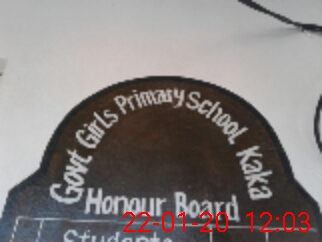 Govt Girls Primary School Kaka
Honour Board
Students
22-01-20 12:03